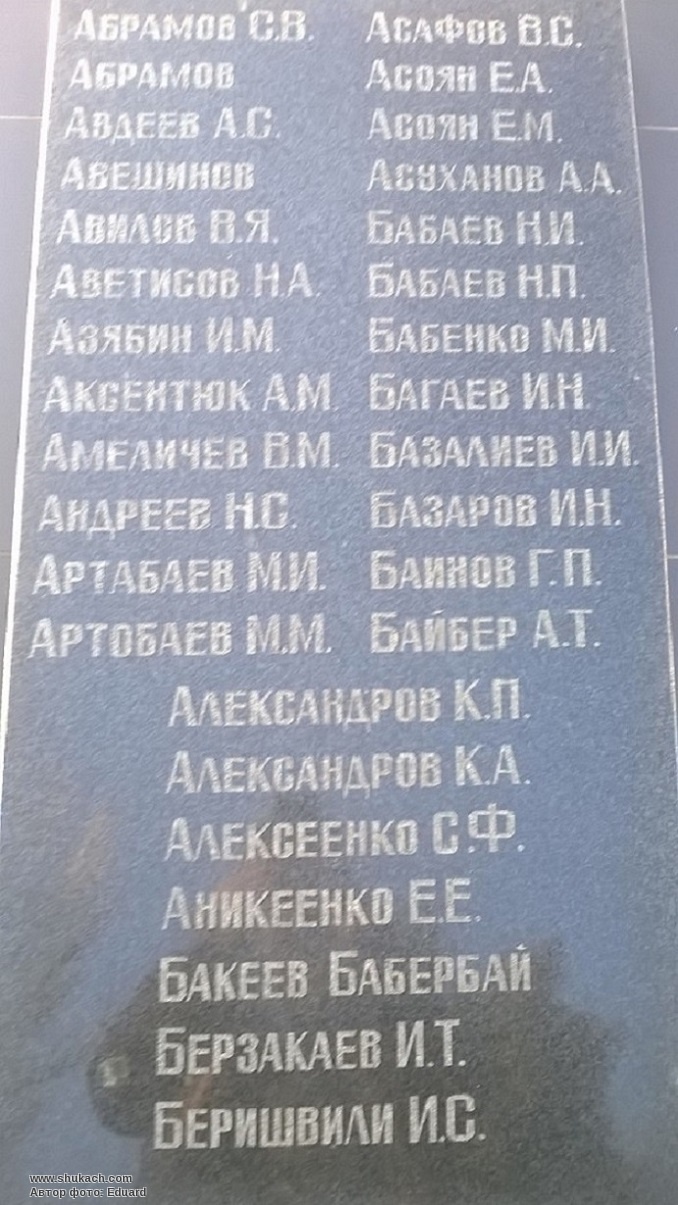 Абрамов С.В.
Абрамов
Авдеев А.С.
Авешинов
Авилов В.Я.
Аветисов Н.А.
Азябин И.М.
Аксентюк А.М.
Амеличев В.М.
Андреев Н.С.
Артабаев М.И.
Артобаев М.М.
Асафов В.С.
Асоян Е.А.
Асоян Е.М.
Асуханов А.А.
Бабаев Н.И.
Бабаев Н.П.
Бабенко М.И.
Багаев И.Н.
Базалиев И.И.
Базаров И.Н.
Баинов Г.П.
Байбер А.Т.
Александров К.П.
Александров К.А.
Алексеенко С.Ф.
Аникеенко Е.Е.
Бакеев Бабербай
Берзакаев И.Т.
Беришвили И.С.
www.shukach.com
Автор фото: Eduard